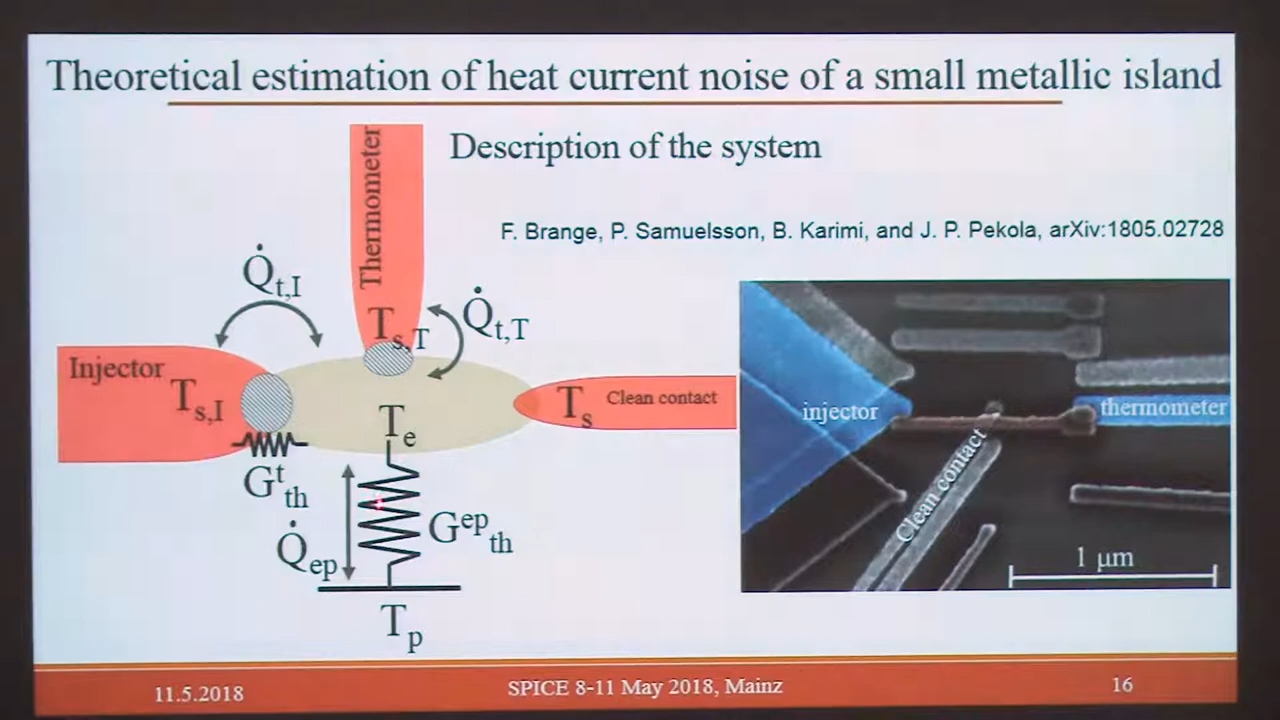 Theoretical estimation of heat current noise of a small metallic island
Description of the system
F. Brange, P. Samuelsson, B. Karimi, and J. P. Pekola, arXiv:1805.02728
Thermometer
Q̇t,I
Ts,T
Q̇t,T
Injector
Ts,I
Ts
Clean contact
Te
Gtth
Q̇ep
Gepth
Tp
injector
thermometer
Clean contact
1 μm
11.5.2018
SPICE 8-11 May 2018, Mainz
16